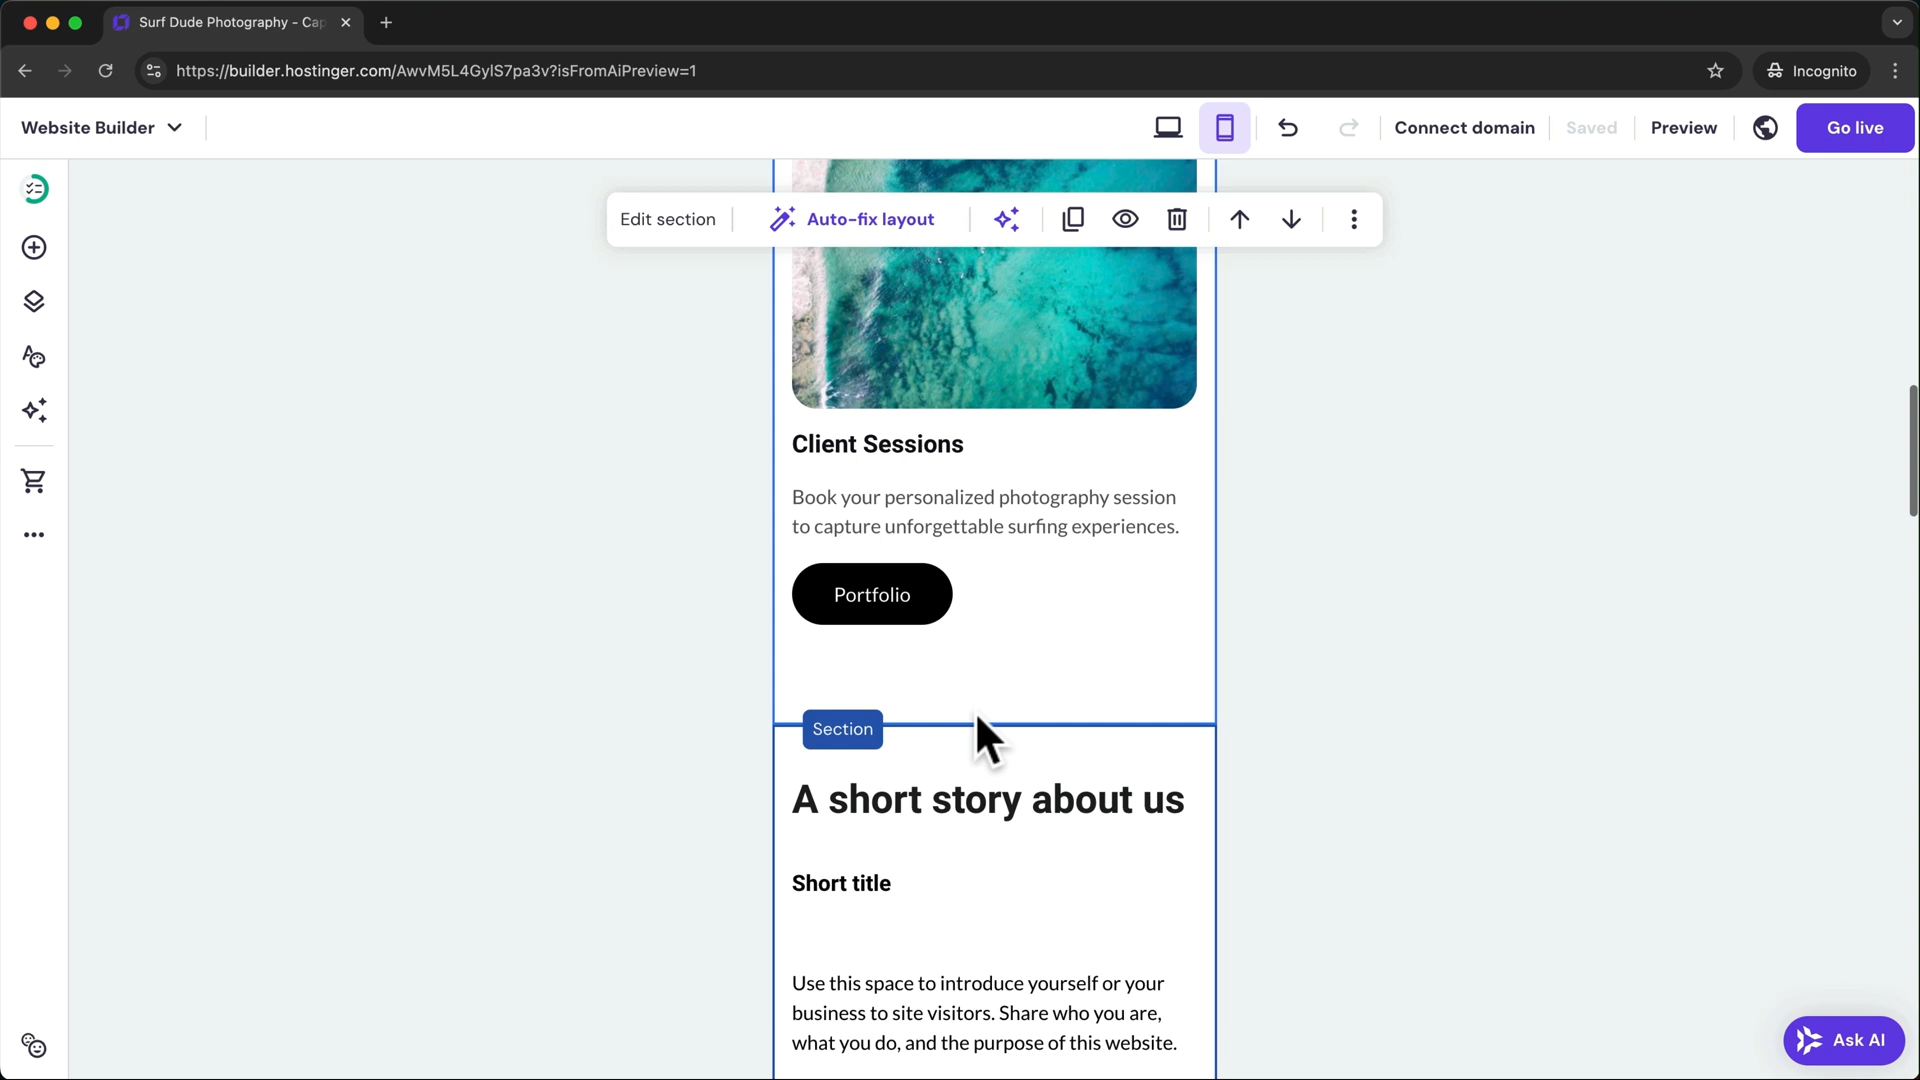 Surf Dude Photography - Cap
https://builder.hostinger.com/AwvM5L4GylS7pa3v?isFromAiPreview=1
Incognito
Website Builder
Connect domain
Saved
Preview
Go live
Edit section
Auto-fix layout
Client Sessions
Book your personalized photography session
to capture unforgettable surfing experiences.
Portfolio
Section
A short story about us
Short title
Use this space to introduce yourself or your
business to site visitors. Share who you are,
what you do, and the purpose of this website.
Ask AI